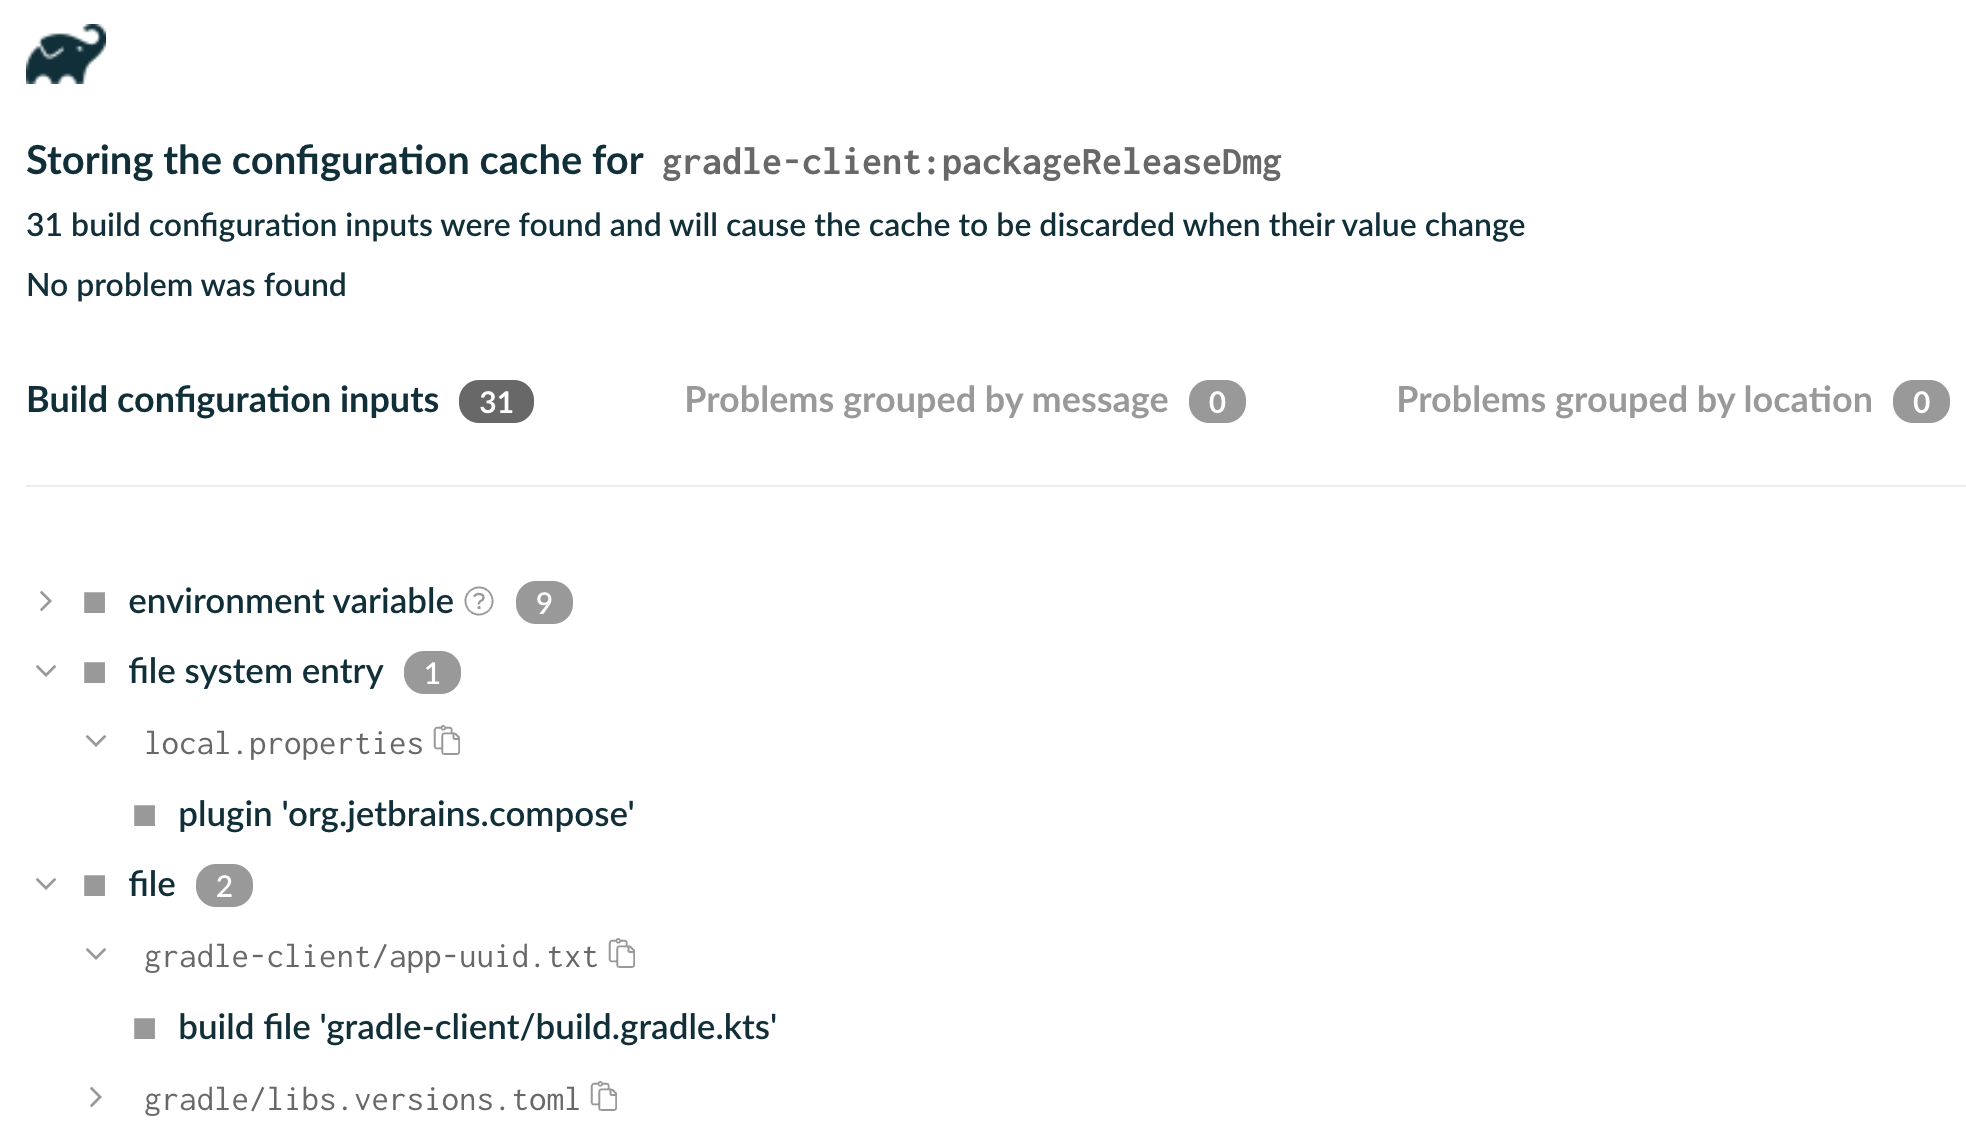 Storing the configuration cache for gradle-client:packageReleaseDmg
31 build configuration inputs were found and will cause the cache to be discarded when their value change
No problem was found
Build configuration inputs 31 Problems grouped by message 0 Problems grouped by location 0
environment variable ? 9
file system entry 1
local.properties
plugin 'org.jetbrains.compose'
file 2
gradle-client/app-uuid.txt
build file 'gradle-client/build.gradle.kts'
gradle/libs.versions.toml